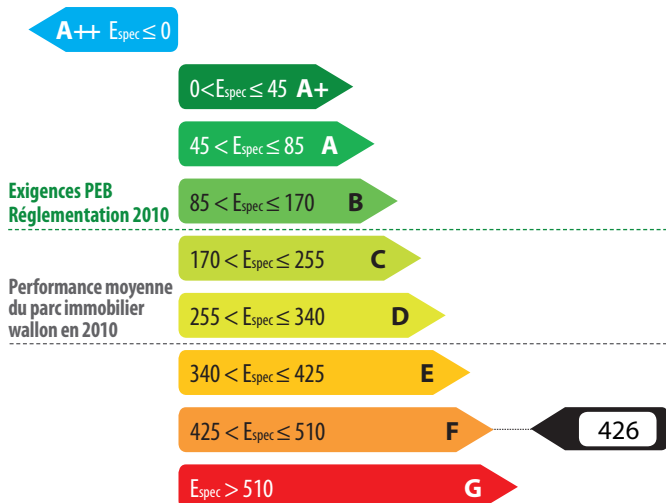 A++ Espec ≤ 0
0 < Espec ≤ 45 A+
45 < Espec ≤ 85 A
Exigences PEB
Réglementation 2010
85 < Espec ≤ 170 B
170 < Espec ≤ 255 C
Performance moyenne
du parc immobilier
wallon en 2010
255 < Espec ≤ 340 D
340 < Espec ≤ 425 E
425 < Espec ≤ 510 F 426
Espec > 510 G